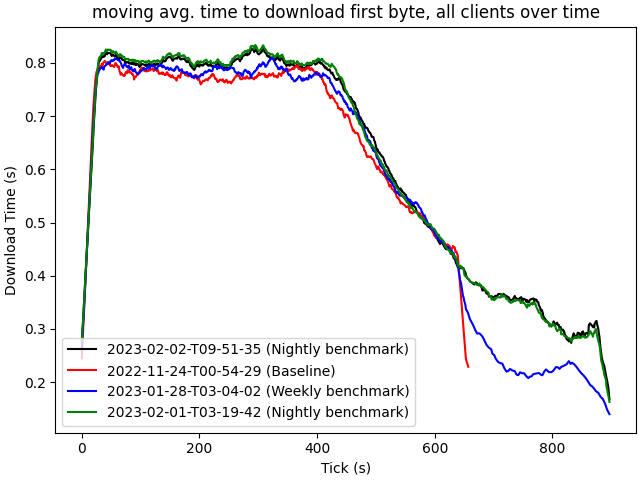 moving avg. time to download first byte, all clients over time
Download Time (s)
0.8
0.7
0.6
0.5
0.4
0.3
0.2
2023-02-02-T09-51-35 (Nightly benchmark)
2022-11-24-T00-54-29 (Baseline)
2023-01-28-T03-04-02 (Weekly benchmark)
2023-02-01-T03-19-42 (Nightly benchmark)
0 200 400 600 800
Tick (s)